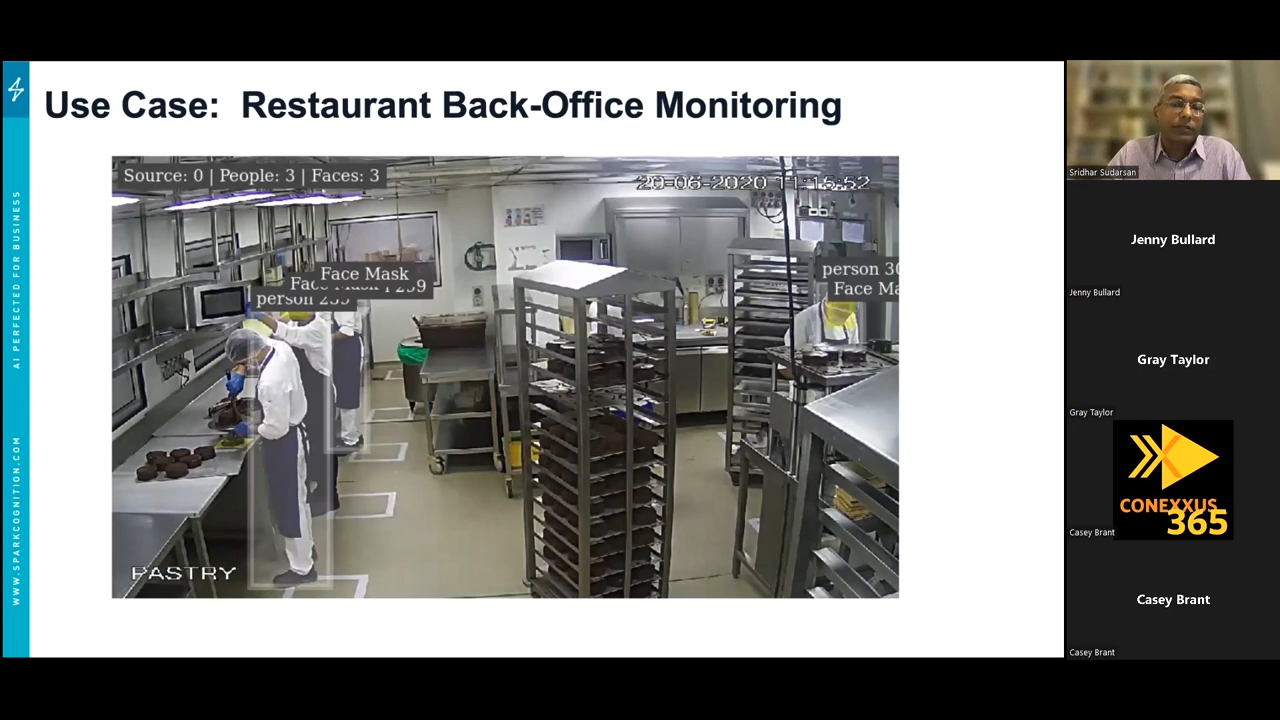 Use Case: Restaurant Back-Office Monitoring
AI PERFECTED FOR BUSINESS
WWW.SPARKCOGNITION.COM
Source: 0 | People: 3 | Faces: 3
20-06-2020 11:15:52
Face Mask
person 30
Face Ma
PASTRY
Sridhar Sudarsan
Jenny Bullard
Jenny Bullard
Gray Taylor
Gray Taylor
CONEXXUS
365
Casey Brant
Casey Brant
Casey Brant